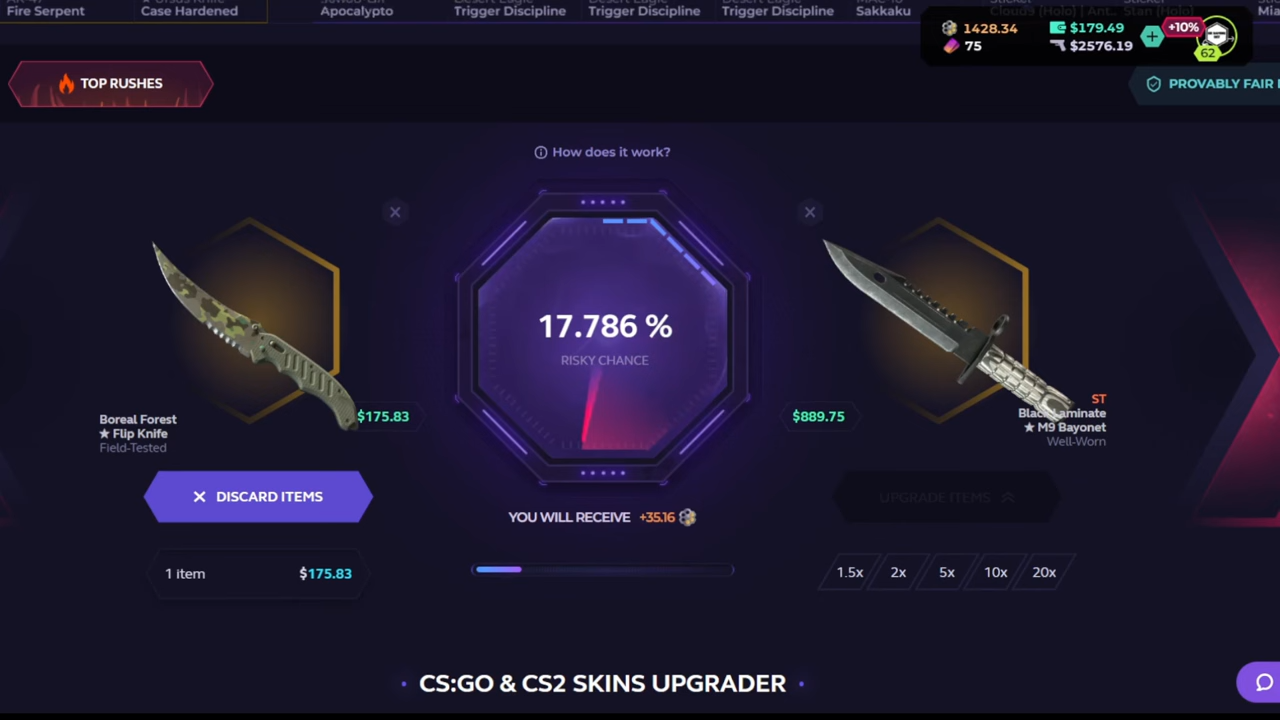 Fire Serpent
Case Hardened
Apocalypto
Trigger Discipline
Trigger Discipline
Trigger Discipline
Sakkaku
1428.34
75
$179.49
$2576.19
+10%
62
TOP RUSHES
PROVABLY FAIR
How does it work?
17.786 %
RISKY CHANCE
Boreal Forest
★ Flip Knife
Field-Tested
$175.83
$889.75
ST
Black Laminate
★ M9 Bayonet
Well-Worn
DISCARD ITEMS
UPGRADE ITEMS
YOU WILL RECEIVE +35.16
1 item $175.83
1.5x 2x 5x 10x 20x
CS:GO & CS2 SKINS UPGRADER